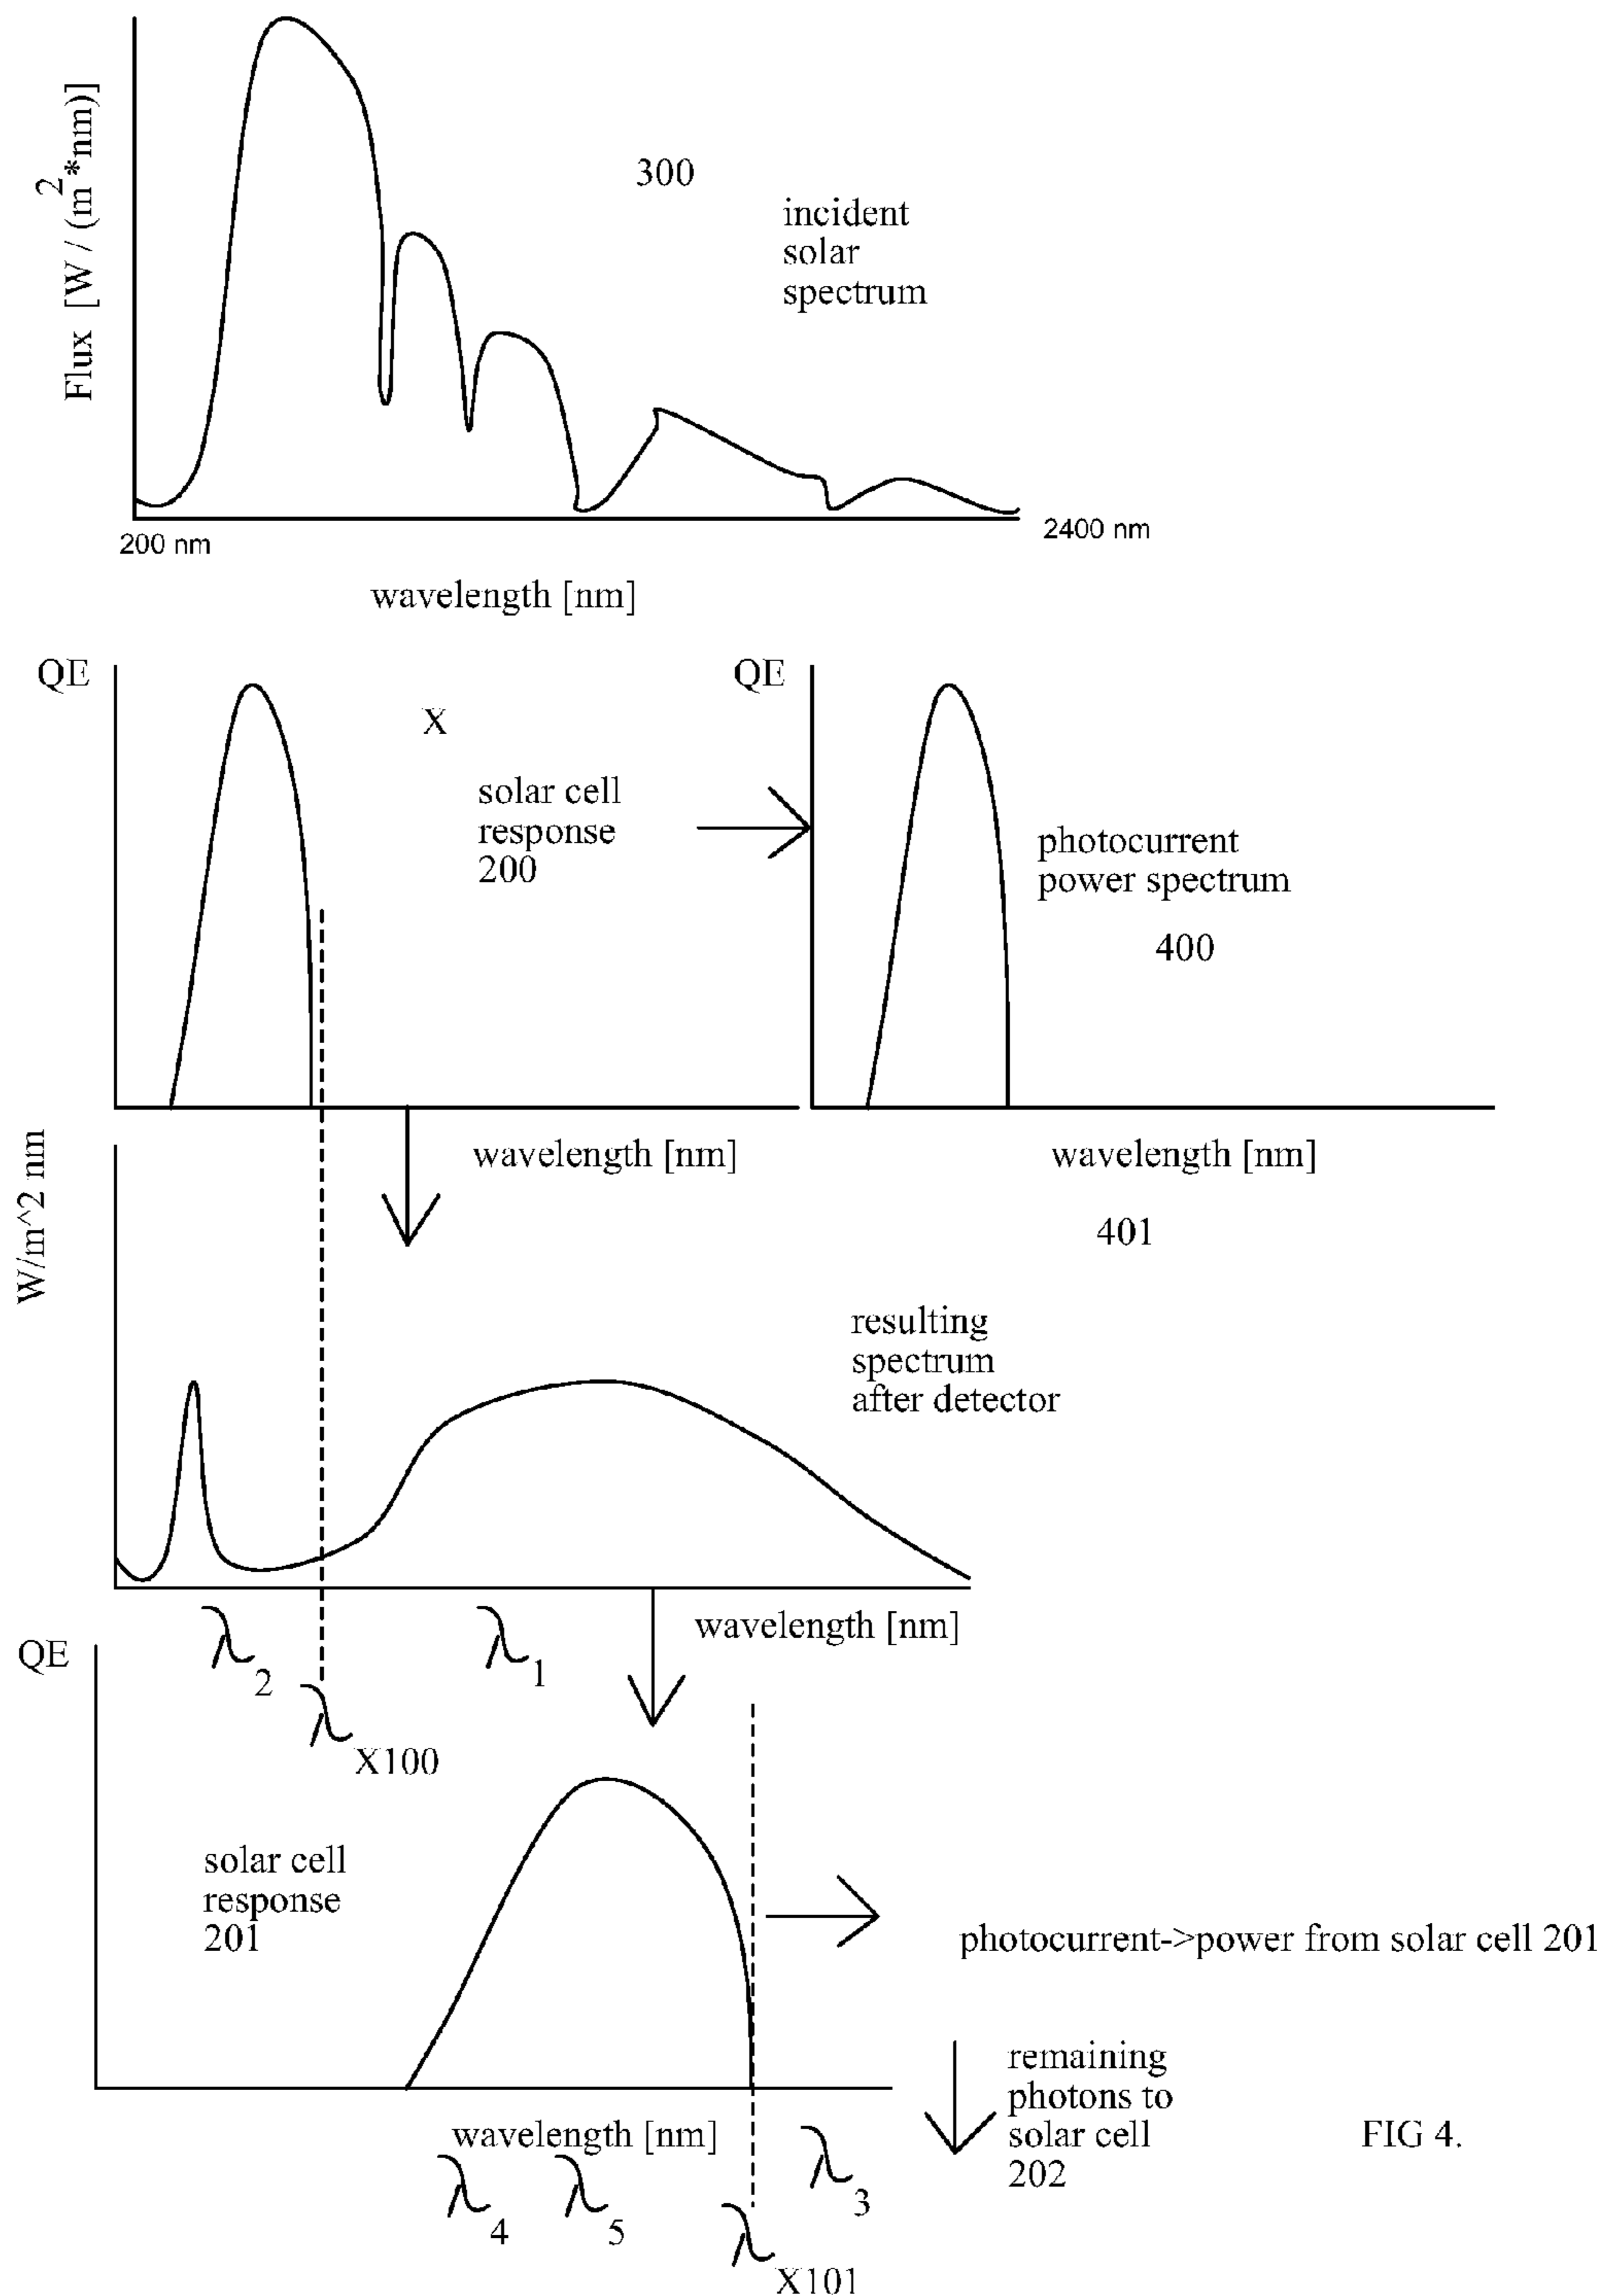 Flux [W / (m^2 *nm)]
300
incident
solar
spectrum
200 nm
2400 nm
wavelength [nm]
QE
X
solar cell
response
200
QE
photocurrent
power spectrum
400
wavelength [nm]
wavelength [nm]
401
W/m^2 nm
resulting
spectrum
after detector
wavelength [nm]
λ2
λ1
λX100
QE
solar cell
response
201
photocurrent->power from solar cell 201
remaining
photons to
solar cell
202
wavelength [nm]
λ4
λ5
λ3
λX101
FIG 4.